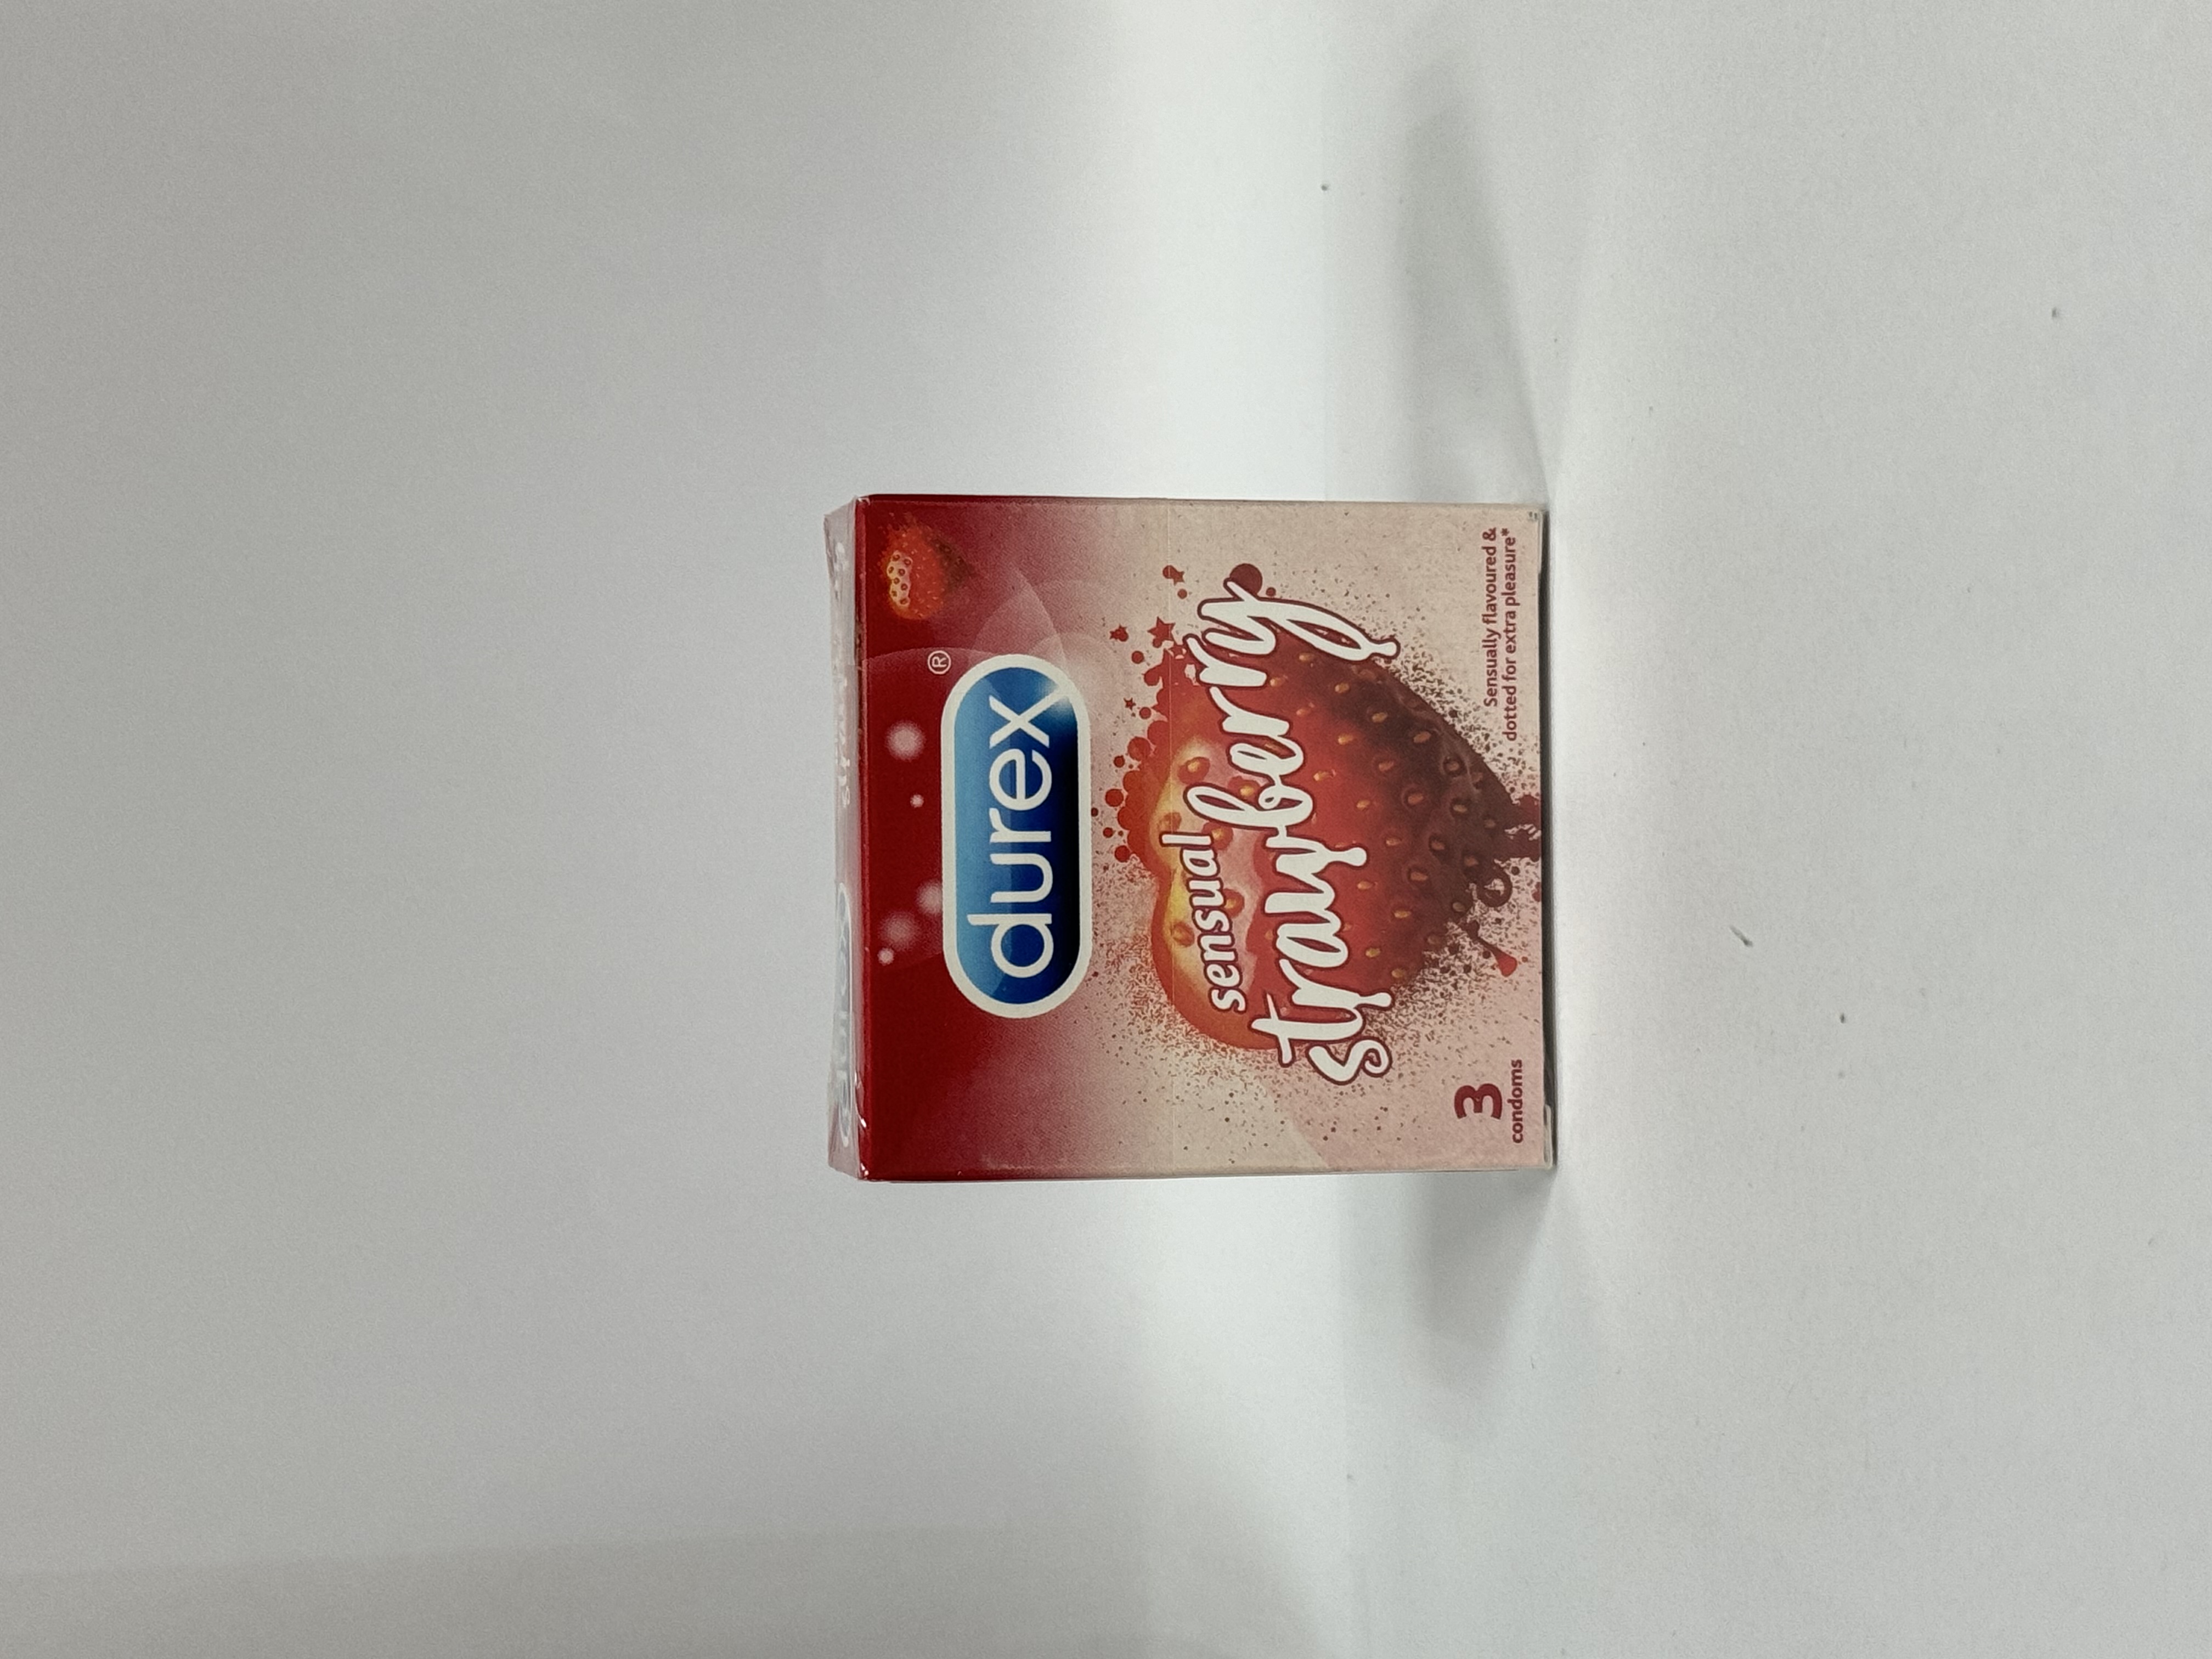 durex®
sensual
strawberry
3
condoms
Sensually flavoured &
dotted for extra pleasure*